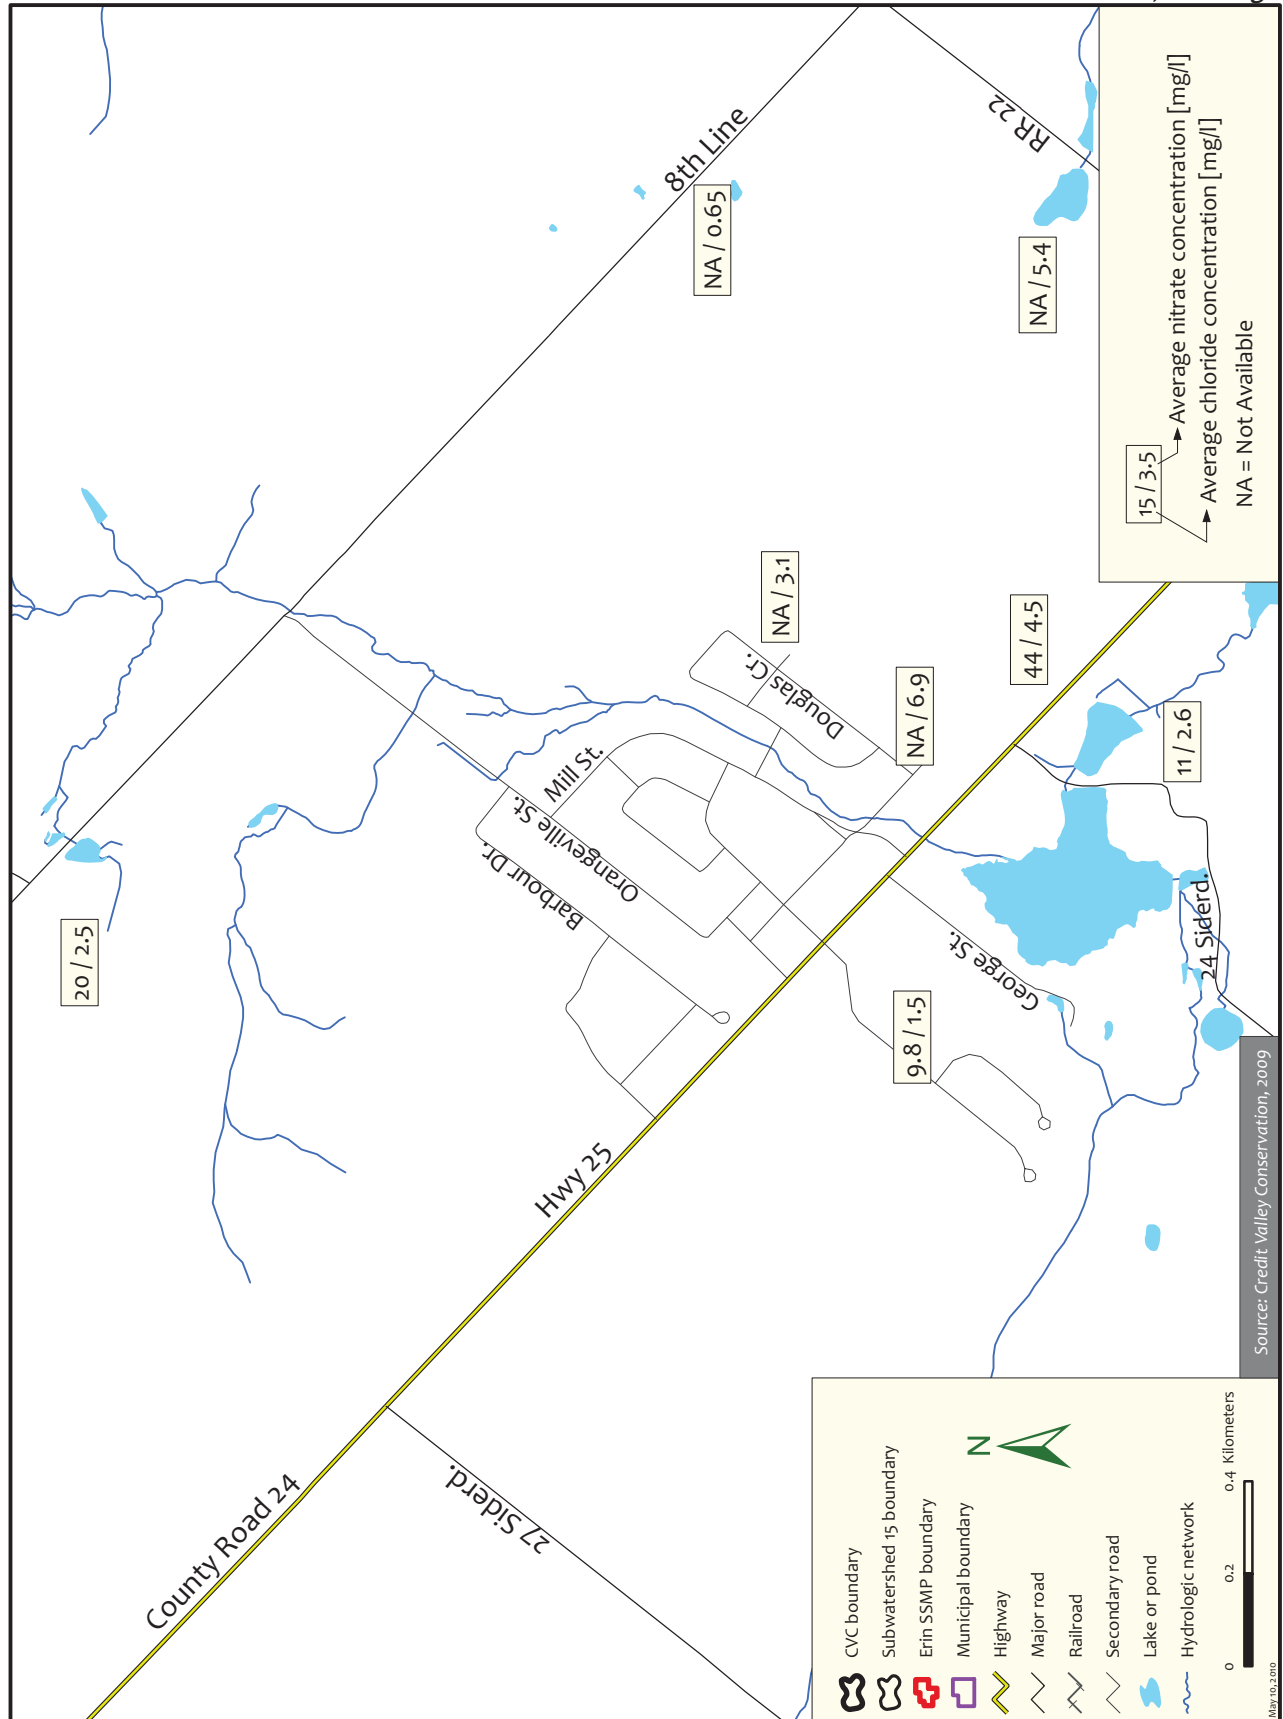 20 / 2.5
8th Line
RR 22
NA / 0.65
NA / 5.4
NA / 3.1
Douglas Cr.
NA / 6.9
44 / 4.5
11 / 2.6
Mill St.
Orangeville St.
Barbour Dr.
George St.
24 Siderd.
9.8 / 1.5
Hwy 25
County Road 24
27 Siderd.
15 / 3.5
Average nitrate concentration [mg/l]
Average chloride concentration [mg/l]
NA = Not Available
CVC boundary
Subwatershed 15 boundary
Erin SSMP boundary
Municipal boundary
Highway
Major road
Railroad
Secondary road
Lake or pond
Hydrologic network
N
0 0.2 0.4 Kilometers
May 10, 2010
Source: Credit Valley Conservation, 2009